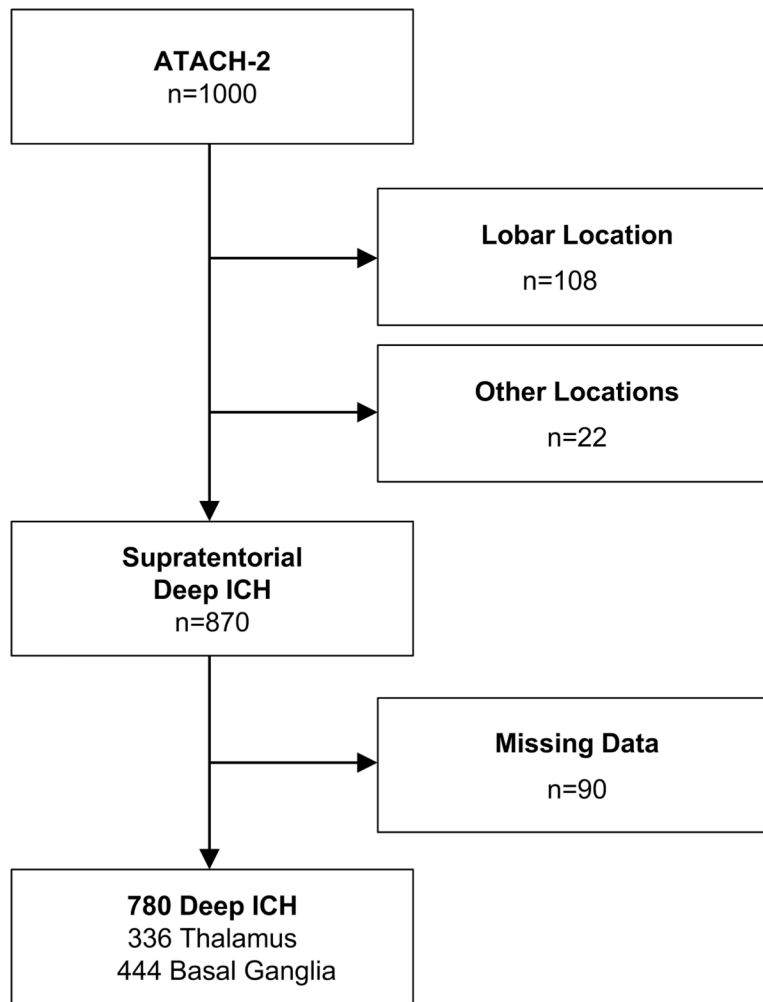 ATACH-2
n=1000
Lobar Location
n=108
Other Locations
n=22
Supratentorial
Deep ICH
n=870
Missing Data
n=90
780 Deep ICH
336 Thalamus
444 Basal Ganglia